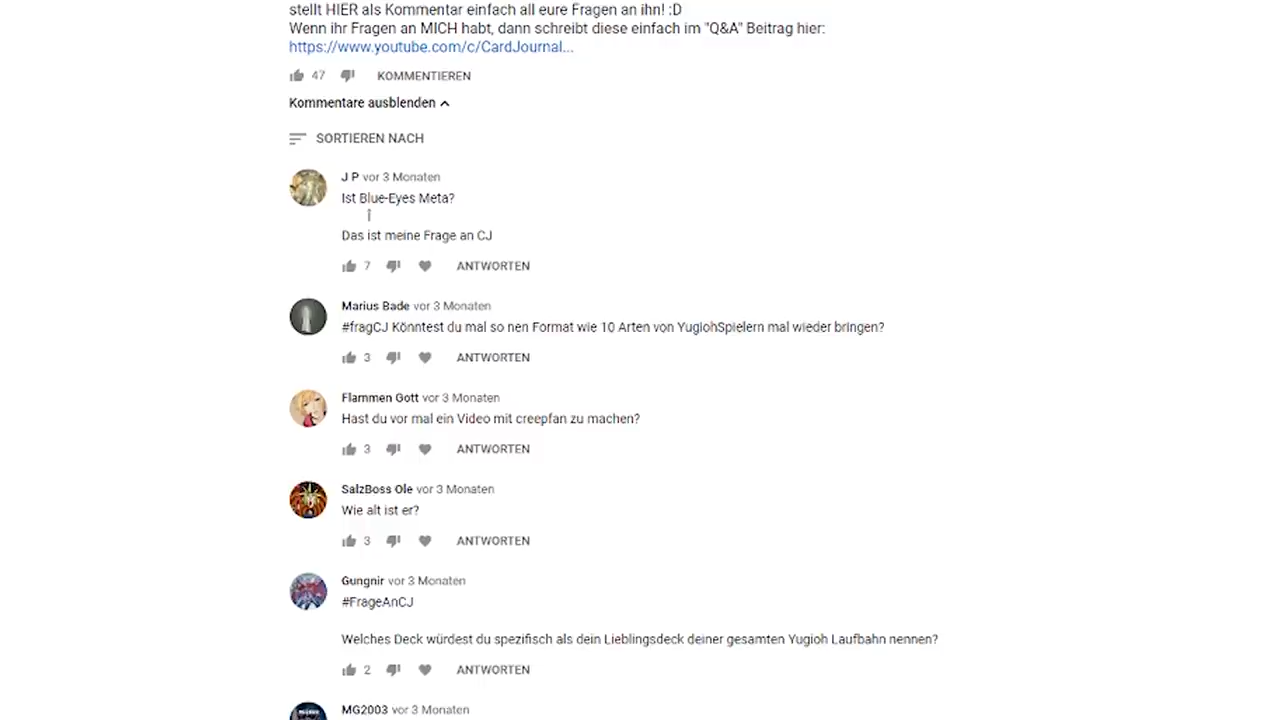 stellt HIER als Kommentar einfach all eure Fragen an ihn! :D
Wenn ihr Fragen an MICH habt, dann schreibt diese einfach im "Q&A" Beitrag hier:
https://www.youtube.com/c/CardJournal...
47 KOMMENTIEREN
Kommentare ausblenden
SORTIEREN NACH
J P vor 3 Monaten
Ist Blue-Eyes Meta?
Das ist meine Frage an CJ
7 ANTWORTEN
Marius Bade vor 3 Monaten
#fragCJ Könntest du mal so nen Format wie 10 Arten von YugiohSpielern mal wieder bringen?
3 ANTWORTEN
Flammen Gott vor 3 Monaten
Hast du vor mal ein Video mit creepfan zu machen?
3 ANTWORTEN
SalzBoss Ole vor 3 Monaten
Wie alt ist er?
3 ANTWORTEN
Gungnir vor 3 Monaten
#FrageAnCJ
Welches Deck würdest du spezifisch als dein Lieblingsdeck deiner gesamten Yugioh Laufbahn nennen?
2 ANTWORTEN
MG2003 vor 3 Monaten